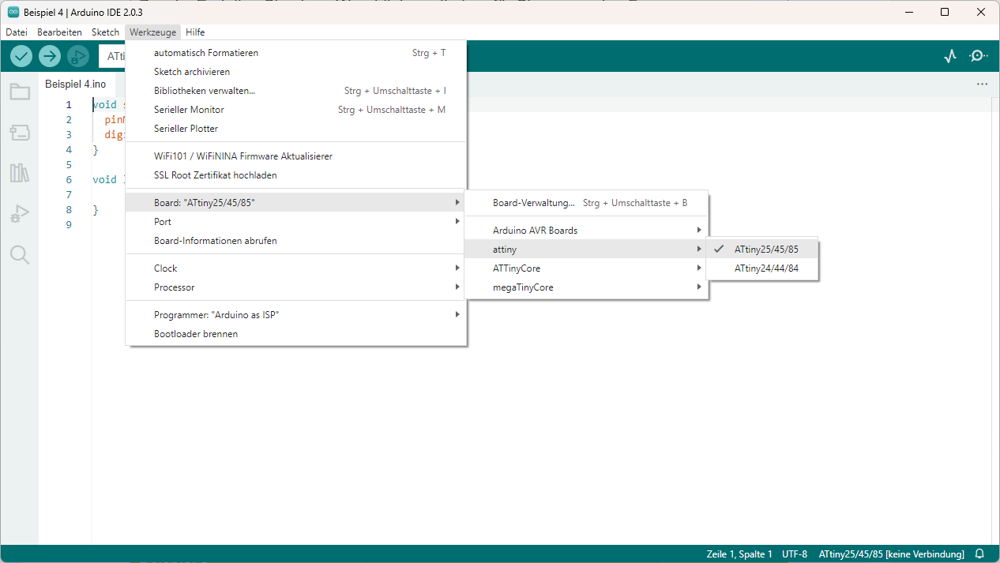 Beispiel 4 | Arduino IDE 2.0.3
Datei Bearbeiten Sketch Werkzeuge Hilfe
Beispiel 4.ino
1 void
2
3
4 }
5
6 void
7
8 }
9
automatisch Formatieren Strg + T
Sketch archivieren
Bibliotheken verwalten... Strg + Umschalttaste + I
Serieller Monitor Strg + Umschalttaste + M
Serieller Plotter
WiFi101 / WiFiNINA Firmware Aktualisierer
SSL Root Zertifikat hochladen
Board: "ATtiny25/45/85"
Port
Board-Informationen abrufen
Clock
Processor
Programmer: "Arduino as ISP"
Bootloader brennen
Board-Verwaltung... Strg + Umschalttaste + B
Arduino AVR Boards
attiny
ATTinyCore
megaTinyCore
ATtiny25/45/85
ATtiny24/44/84
Zeile 1, Spalte 1 UTF-8 ATtiny25/45/85 [keine Verbindung]